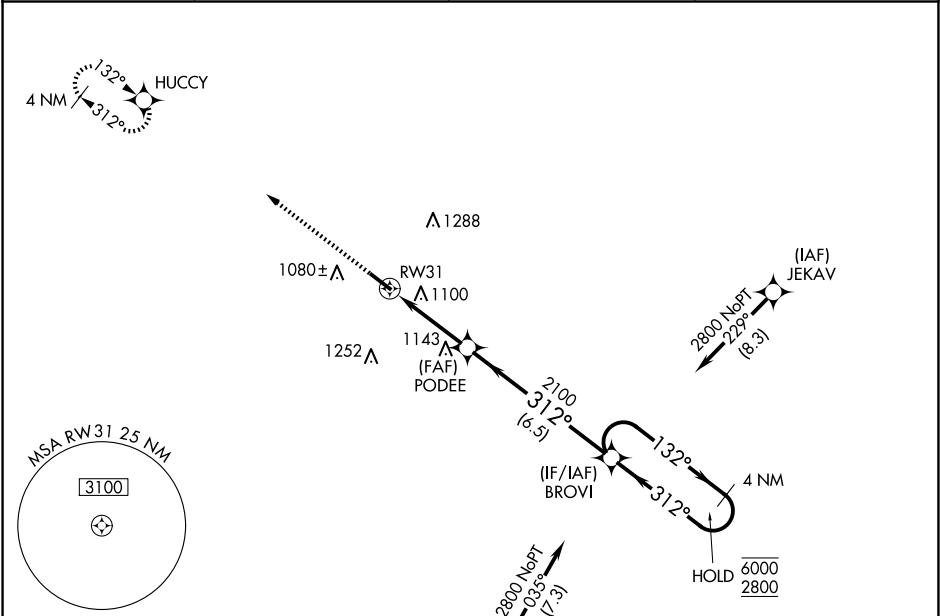 132°
HUCCY
4 NM
312°
1288
(IAF)
JEKAV
1080±
RW31
1100
2800 NoPT
229°
(8.3)
1143
1252
(FAF)
PODEE
2100
312°
(6.5)
MSA RW31 25 NM
3100
132°
(IF/IAF)
BROVI
4 NM
312°
HOLD
6000
2800
2800 NoPT
035°
(7.3)